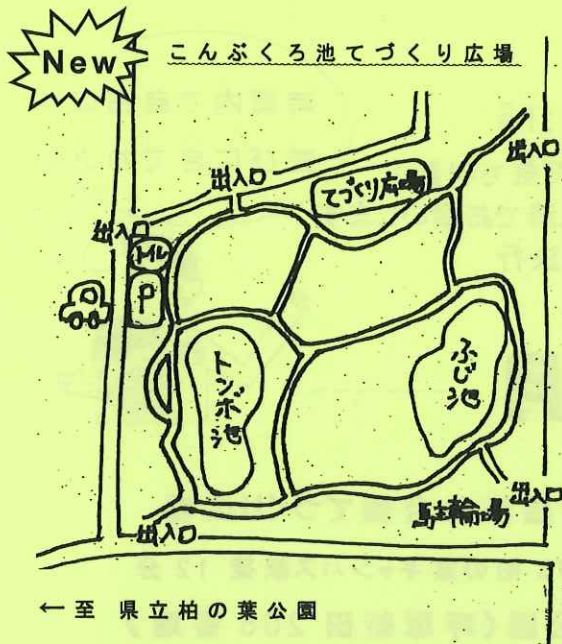 New
こんぶくろ池てづくり広場
出入口
出入口
てづくり広場
出入口
トイレ
P
トンボ池
ふじ池
出入口
駐輪場
出入口
← 至 県立柏の葉公園